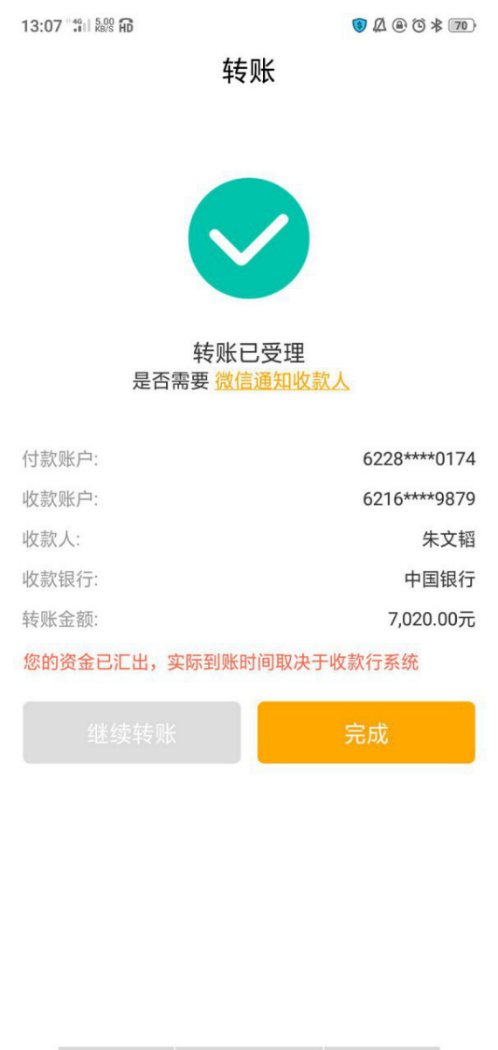 13:07 4G 5.00 KB/S HD 70
转账
转账已受理
是否需要 微信通知收款人
付款账户: 6228****0174
收款账户: 6216****9879
收款人: 朱文韬
收款银行: 中国银行
转账金额: 7,020.00元
您的资金已汇出，实际到账时间取决于收款行系统
继续转账 完成